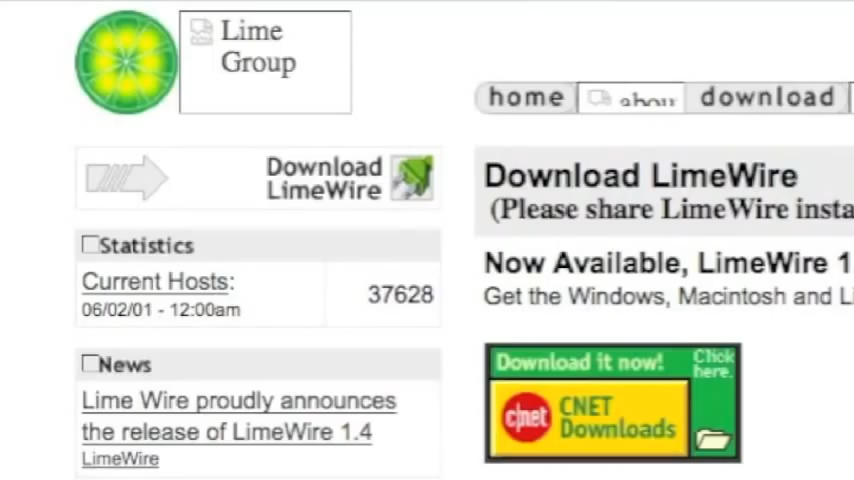 Lime
Group
home
download
Download
LimeWire
Download LimeWire
(Please share LimeWire insta
Statistics
Current Hosts:
37628
06/02/01 - 12:00am
Now Available, LimeWire 1
Get the Windows, Macintosh and Li
News
Lime Wire proudly announces
the release of LimeWire 1.4
LimeWire
Download it now!
Click
here.
c|net
CNET
Downloads